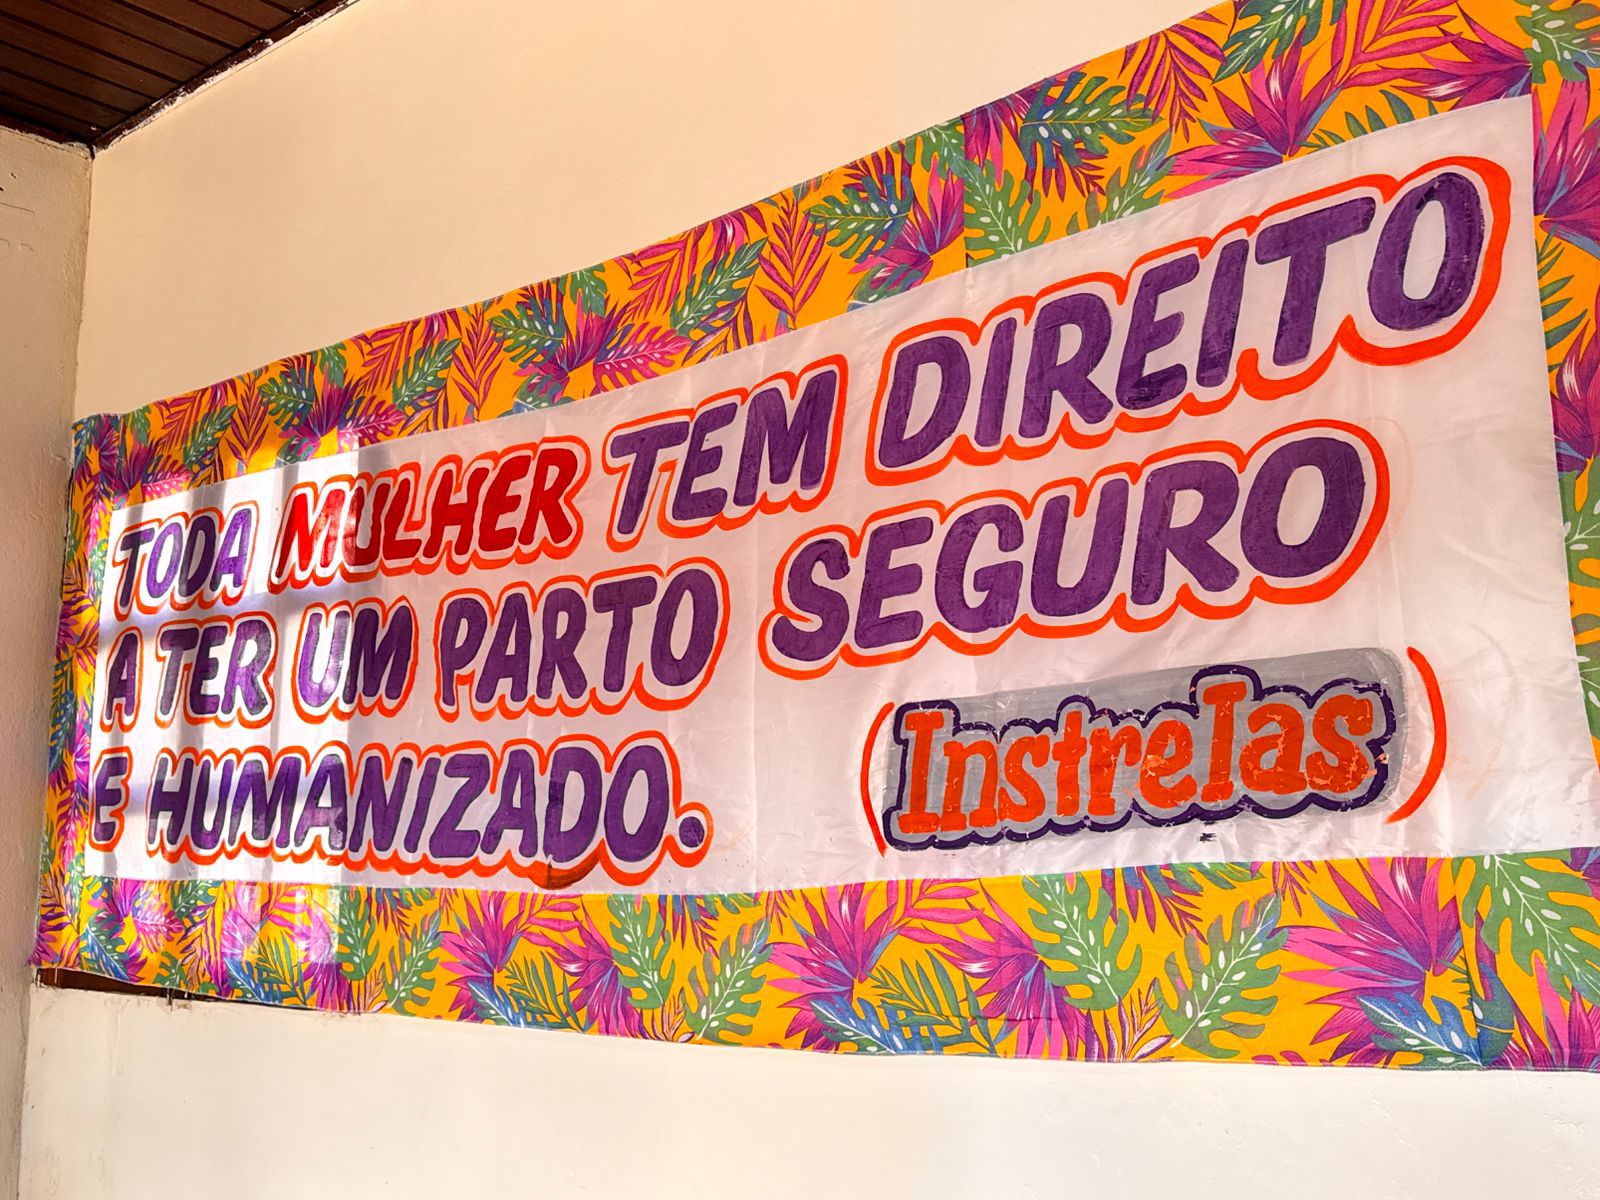 TODA MULHER TEM DIREITO
A TER UM PARTO SEGURO
E HUMANIZADO.
(Instrelas)